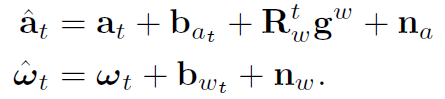 â_t = a_t + b_{a_t} + R_w^t g^w + n_a
ω̂_t = ω_t + b_{w_t} + n_w.